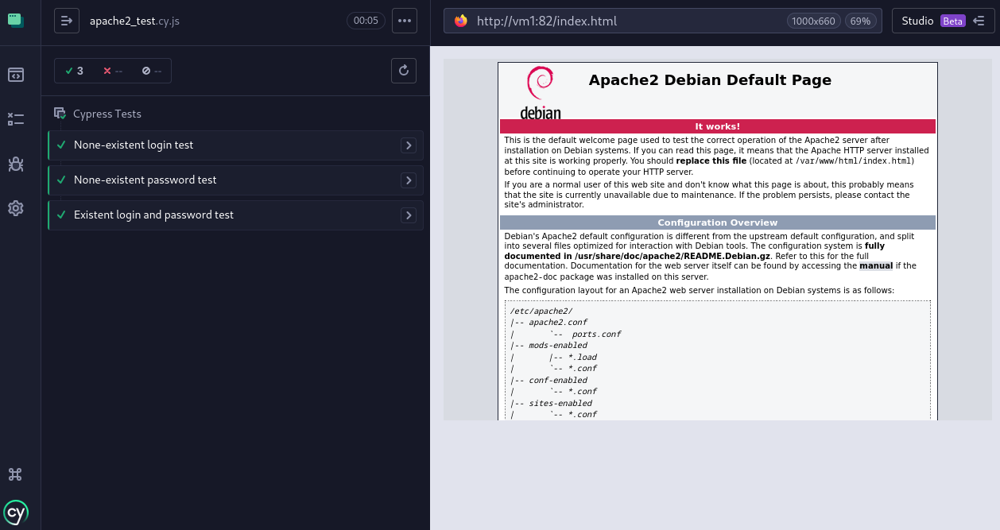 apache2_test.cy.js
00:05
3
--
--
Cypress Tests
None-existent login test
None-existent password test
Existent login and password test
cy
http://vm1:82/index.html
1000x660
69%
Studio
Beta
debian
Apache2 Debian Default Page
It works!
This is the default welcome page used to test the correct operation of the Apache2 server after
installation on Debian systems. If you can read this page, it means that the Apache HTTP server installed
at this site is working properly. You should replace this file (located at /var/www/html/index.html)
before continuing to operate your HTTP server.
If you are a normal user of this web site and don't know what this page is about, this probably means
that the site is currently unavailable due to maintenance. If the problem persists, please contact the
site's administrator.
Configuration Overview
Debian's Apache2 default configuration is different from the upstream default configuration, and split
into several files optimized for interaction with Debian tools. The configuration system is fully
documented in /usr/share/doc/apache2/README.Debian.gz. Refer to this for the full
documentation. Documentation for the web server itself can be found by accessing the manual if the
apache2-doc package was installed on this server.
The configuration layout for an Apache2 web server installation on Debian systems is as follows:
/etc/apache2/
|-- apache2.conf
|       `--  ports.conf
|-- mods-enabled
|       |-- *.load
|       `-- *.conf
|-- conf-enabled
|       `-- *.conf
|-- sites-enabled
|       `-- *.conf